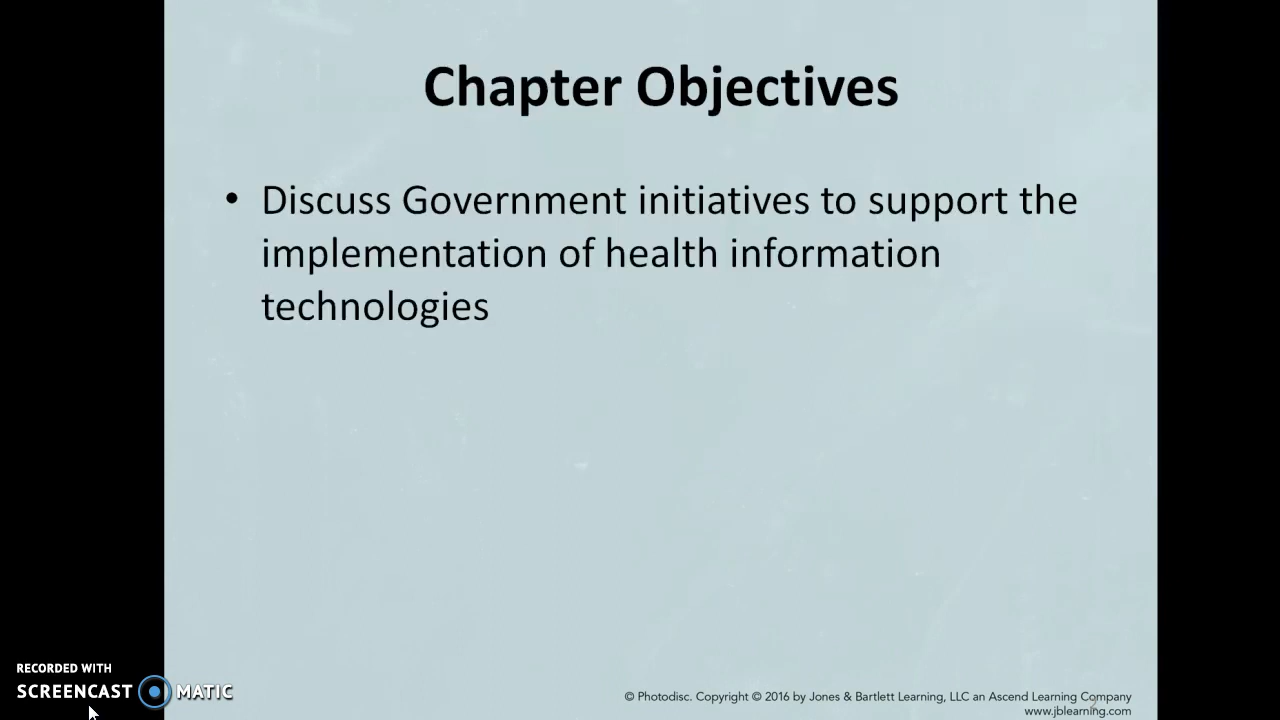 Chapter Objectives
• Discuss Government initiatives to support the
implementation of health information
technologies
RECORDED WITH
SCREENCAST MATIC
© Photodisc. Copyright © 2016 by Jones & Bartlett Learning, LLC an Ascend Learning Company
www.jblearning.com